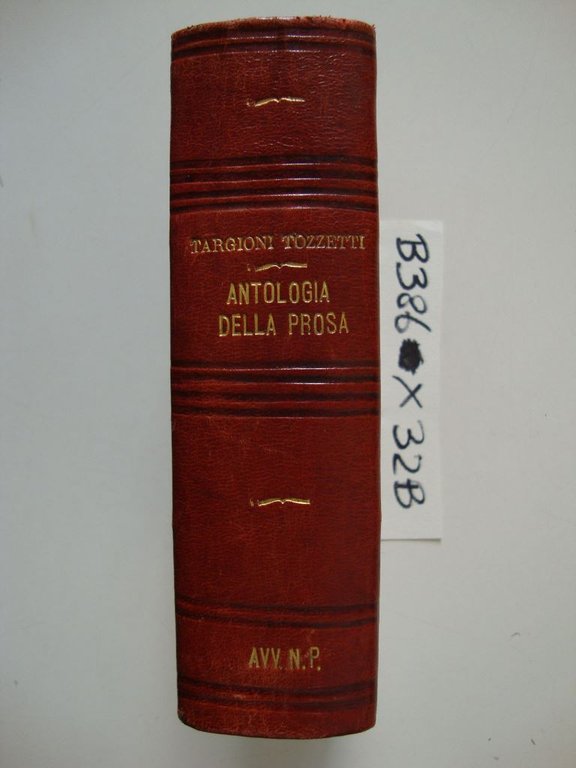 TARGIONI TOZZETTI
ANTOLOGIA
DELLA PROSA
AVV. N.P.
B386 X 32B